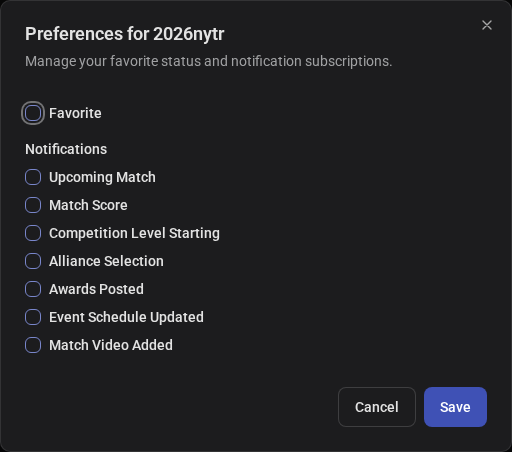 Preferences for 2026nytr
Manage your favorite status and notification subscriptions.
Favorite
Notifications
Upcoming Match
Match Score
Competition Level Starting
Alliance Selection
Awards Posted
Event Schedule Updated
Match Video Added
Cancel
Save